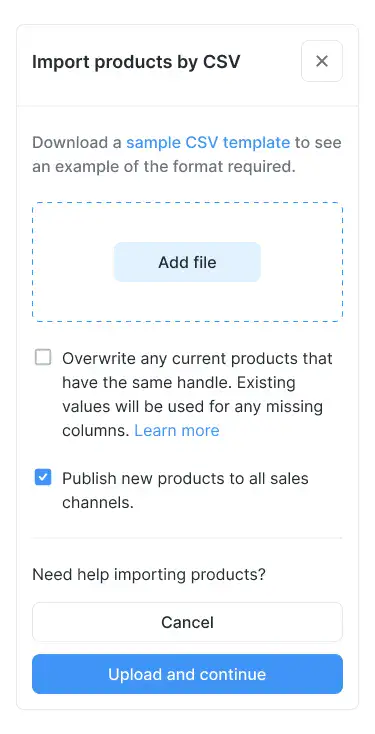 Import products by CSV
Download a sample CSV template to see
an example of the format required.
Add file
Overwrite any current products that
have the same handle. Existing
values will be used for any missing
columns. Learn more
Publish new products to all sales
channels.
Need help importing products?
Cancel
Upload and continue